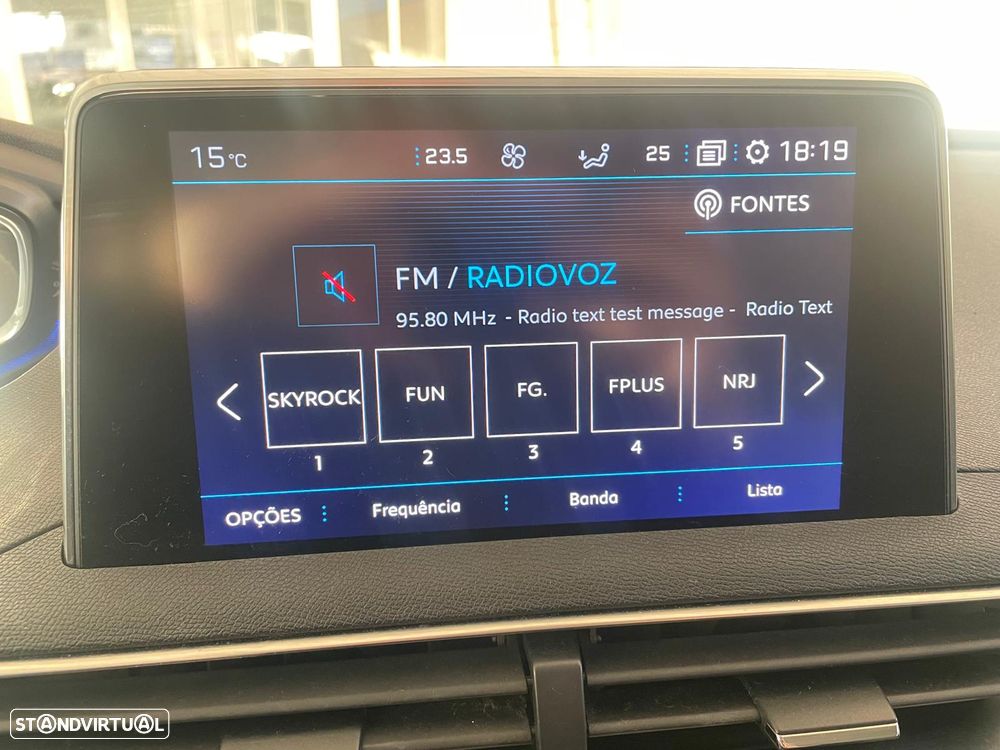 15°C 23.5 25 18:19
FONTES
FM / RADIOVOZ
95.80 MHz - Radio text test message - Radio Text
SKYROCK FUN FG. FPLUS NRJ
1 2 3 4 5
OPÇÕES Frequência Banda Lista
STANDVIRTUAL